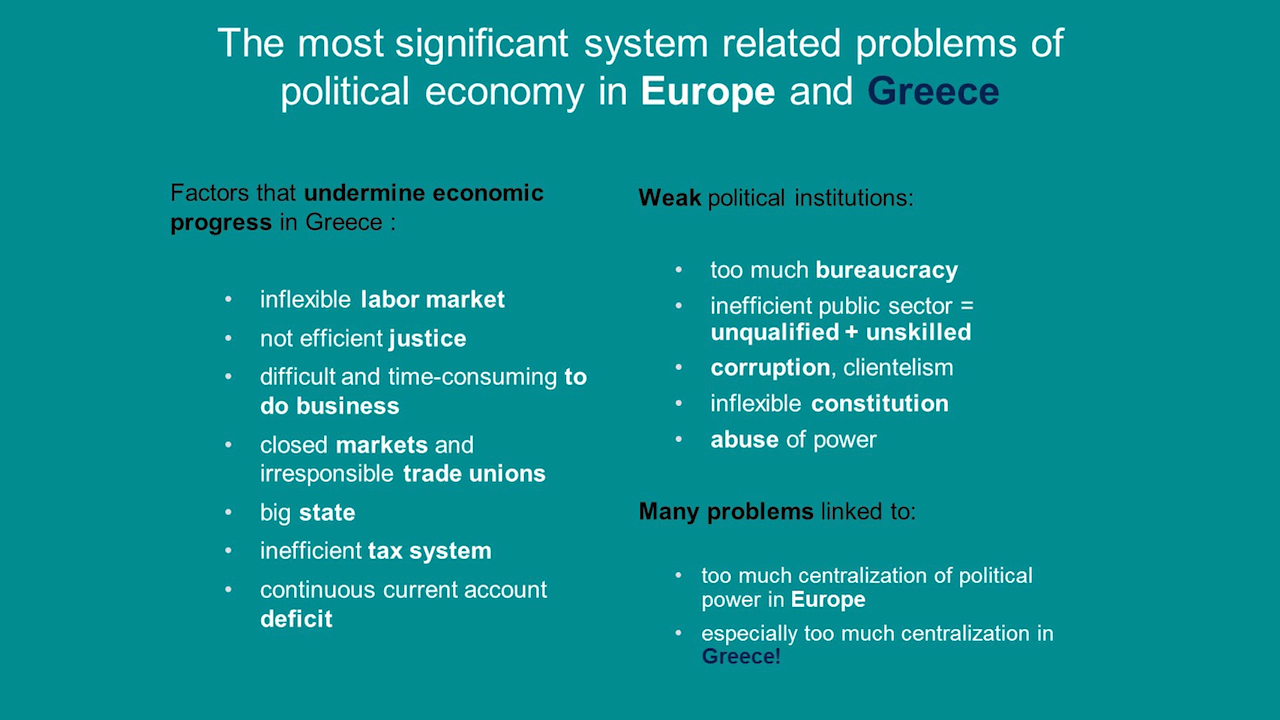 The most significant system related problems of
political economy in Europe and Greece
Factors that undermine economic
progress in Greece :
• inflexible labor market
• not efficient justice
• difficult and time-consuming to
do business
• closed markets and
irresponsible trade unions
• big state
• inefficient tax system
• continuous current account
deficit
Weak political institutions:
• too much bureaucracy
• inefficient public sector =
unqualified + unskilled
• corruption, clientelism
• inflexible constitution
• abuse of power
Many problems linked to:
• too much centralization of political
power in Europe
• especially too much centralization in
Greece!